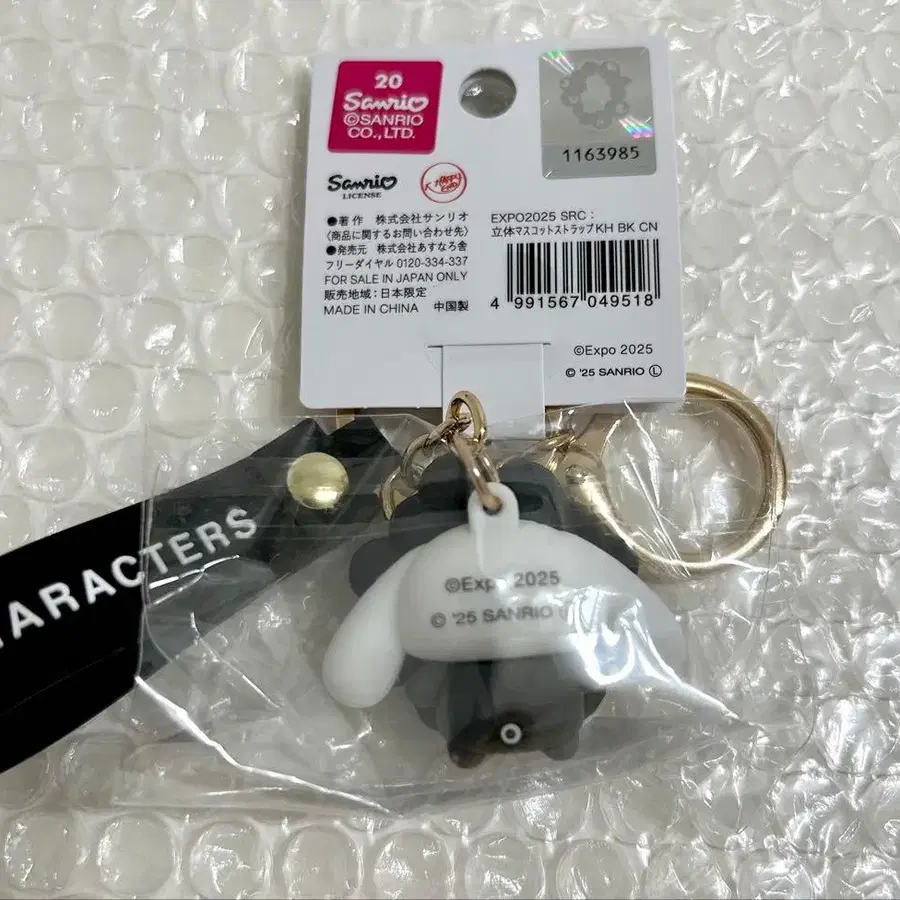 20
Sanrio
©SANRIO
CO.,LTD.
1163985
Sanrio
LICENSE
●著作 株式会社サンリオ
〈商品に関するお問い合わせ先〉
●発売元 株式会社あすなろ舎
フリーダイヤル 0120-334-337
FOR SALE IN JAPAN ONLY
販売地域:日本限定
MADE IN CHINA 中国製
EXPO2025 SRC:
立体マスコットストラップKH BK CN
4 991567 049518
©Expo 2025
© '25 SANRIO Ⓛ
ARACTERS
©Expo 2025
© '25 SANRIO